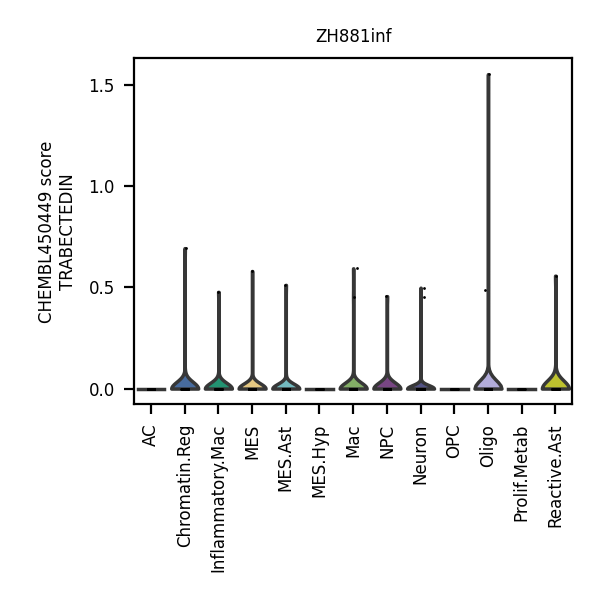 ZH881inf
CHEMBL450449 score
TRABECTEDIN
1.5
1.0
0.5
0.0
AC
Chromatin.Reg
Inflammatory.Mac
MES
MES.Ast
MES.Hyp
Mac
NPC
Neuron
OPC
Oligo
Prolif.Metab
Reactive.Ast